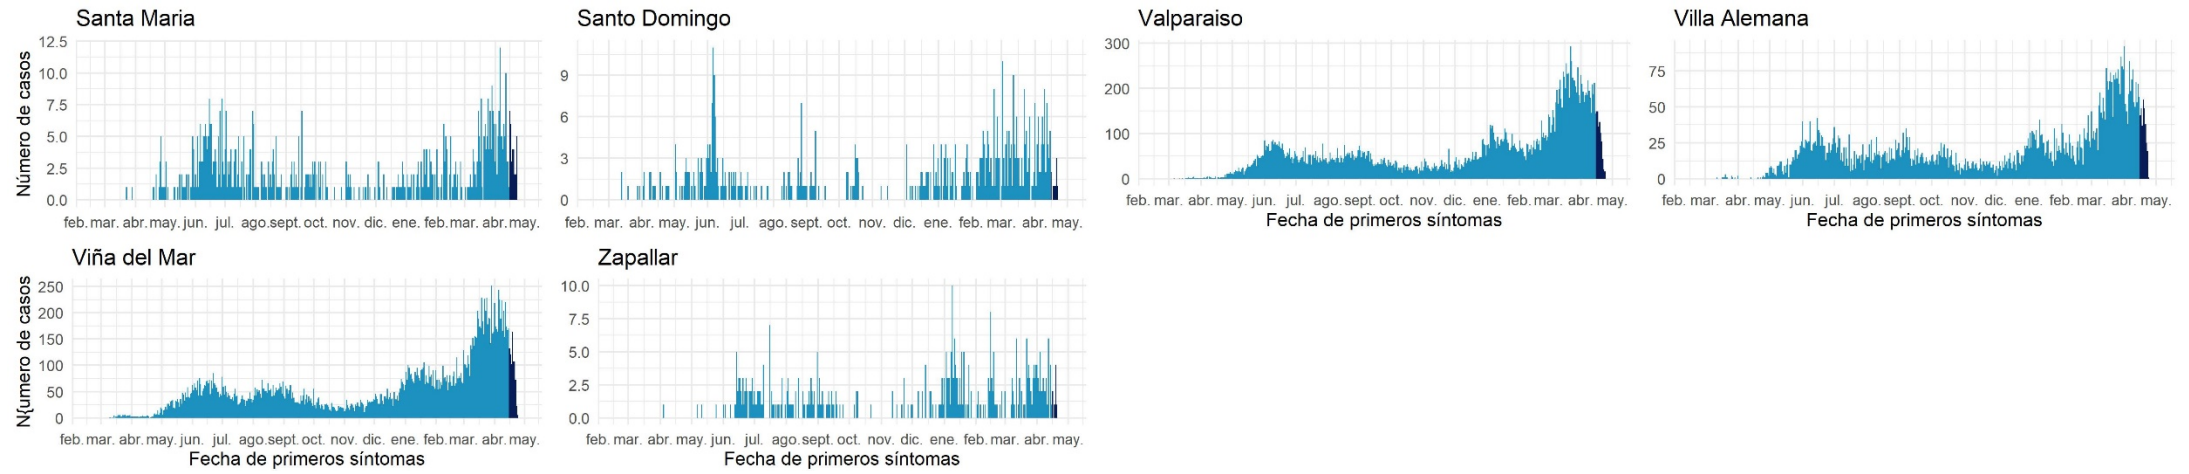 Santa Maria
Santo Domingo
Valparaiso
Villa Alemana
Número de casos
12.5
10.0
7.5
5.0
2.5
0.0
feb. mar. abr. may. jun. jul. ago. sept. oct. nov. dic. ene. feb. mar. abr. may.
9
6
3
0
feb. mar. abr. may. jun. jul. ago. sept. oct. nov. dic. ene. feb. mar. abr. may.
300
200
100
0
feb. mar. abr. may. jun. jul. ago. sept. oct. nov. dic. ene. feb. mar. abr. may.
Fecha de primeros síntomas
75
50
25
0
feb. mar. abr. may. jun. jul. ago. sept. oct. nov. dic. ene. feb. mar. abr. may.
Fecha de primeros síntomas
Viña del Mar
Zapallar
N{umero de casos
250
200
150
100
50
0
feb. mar. abr. may. jun. jul. ago. sept. oct. nov. dic. ene. feb. mar. abr. may.
Fecha de primeros síntomas
10.0
7.5
5.0
2.5
0.0
feb. mar. abr. may. jun. jul. ago. sept. oct. nov. dic. ene. feb. mar. abr. may.
Fecha de primeros síntomas